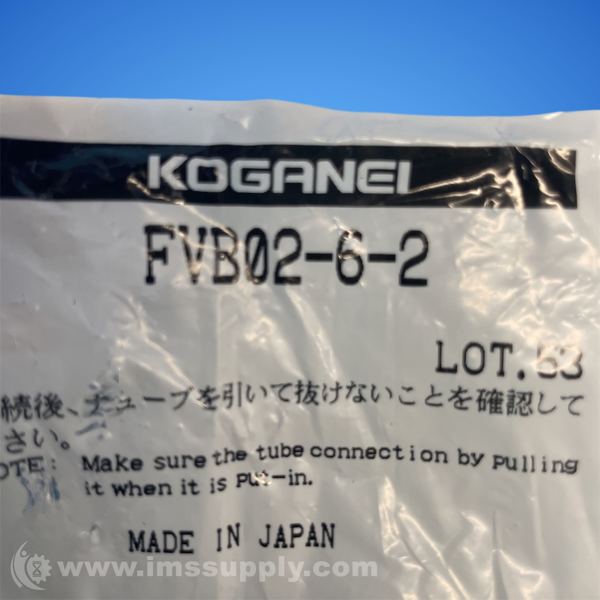 KOGANEI
FVB02-6-2
LOT.53
続後、チューブを引いて抜けないことを確認して
さい。
OTE: Make sure the tube connection by pulling
it when it is put-in.
MADE IN JAPAN
www.imssupply.com